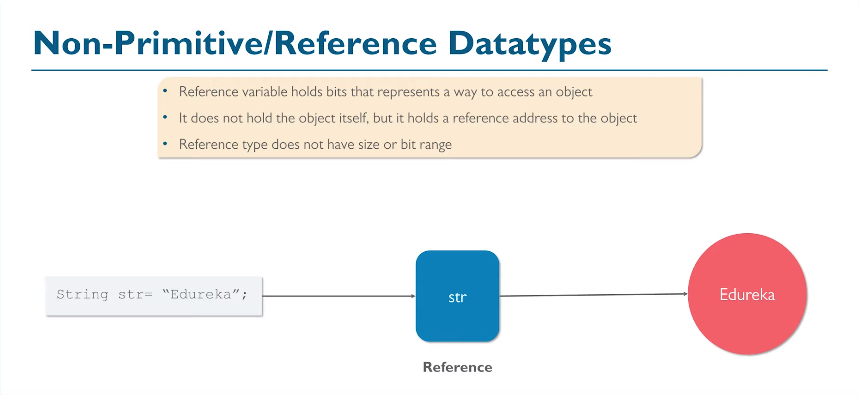 Non-Primitive/Reference Datatypes
• Reference variable holds bits that represents a way to access an object
• It does not hold the object itself, but it holds a reference address to the object
• Reference type does not have size or bit range
String str= “Edureka”;
str
Edureka
Reference